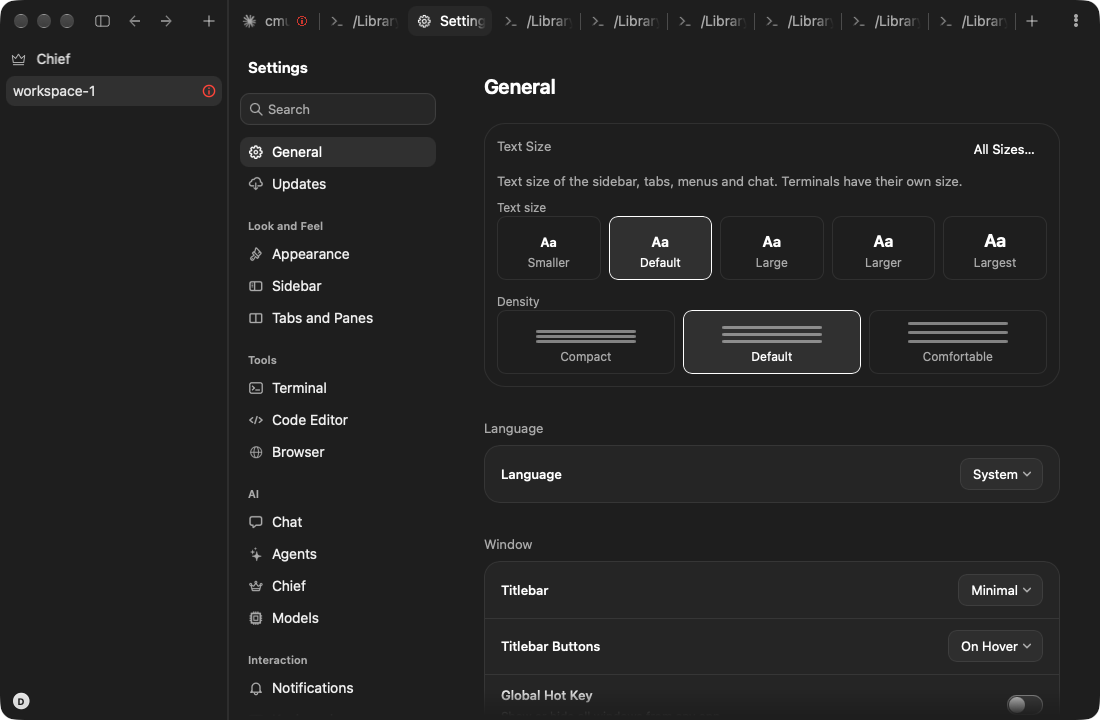 cmu
/Library
Setting
/Library
/Library
/Library
/Library
/Library
/Library
Chief
workspace-1
D
Settings
Search
General
Updates
Look and Feel
Appearance
Sidebar
Tabs and Panes
Tools
Terminal
Code Editor
Browser
AI
Chat
Agents
Chief
Models
Interaction
Notifications
General
Text Size
All Sizes...
Text size of the sidebar, tabs, menus and chat. Terminals have their own size.
Text size
Aa Aa Aa Aa Aa
Smaller Default Large Larger Largest
Density
Compact Default Comfortable
Language
Language System
Window
Titlebar Minimal
Titlebar Buttons On Hover
Global Hot Key